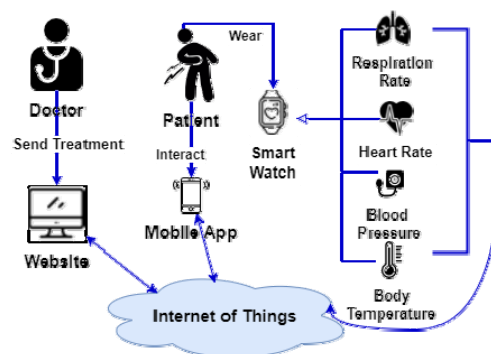 Wear
Doctor
Patient
Smart
Watch
Respiration
Rate
Heart Rate
Send Treatment
Interact
Blood
Pressure
Website
Mobile App
Body
Temperature
Internet of Things